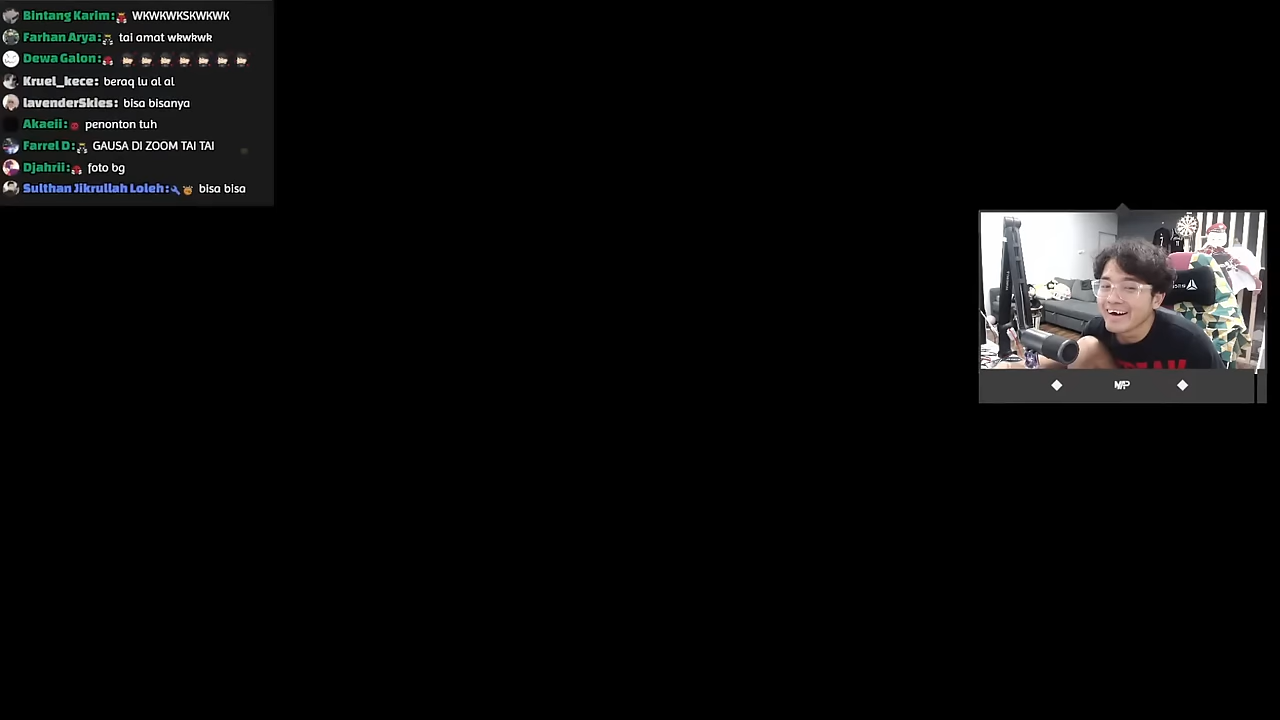 Bintang Karim: WKWKWKSKWKWK
Farhan Arya: tai amat wkwkwk
Dewa Galon:
Kruel_kece: beraq lu al al
lavenderSkies: bisa bisanya
Akaeii: penonton tuh
Farrel D: GAUSA DI ZOOM TAI TAI
Djahrii: foto bg
Sulthan Jikrullah Loleh: bisa bisa